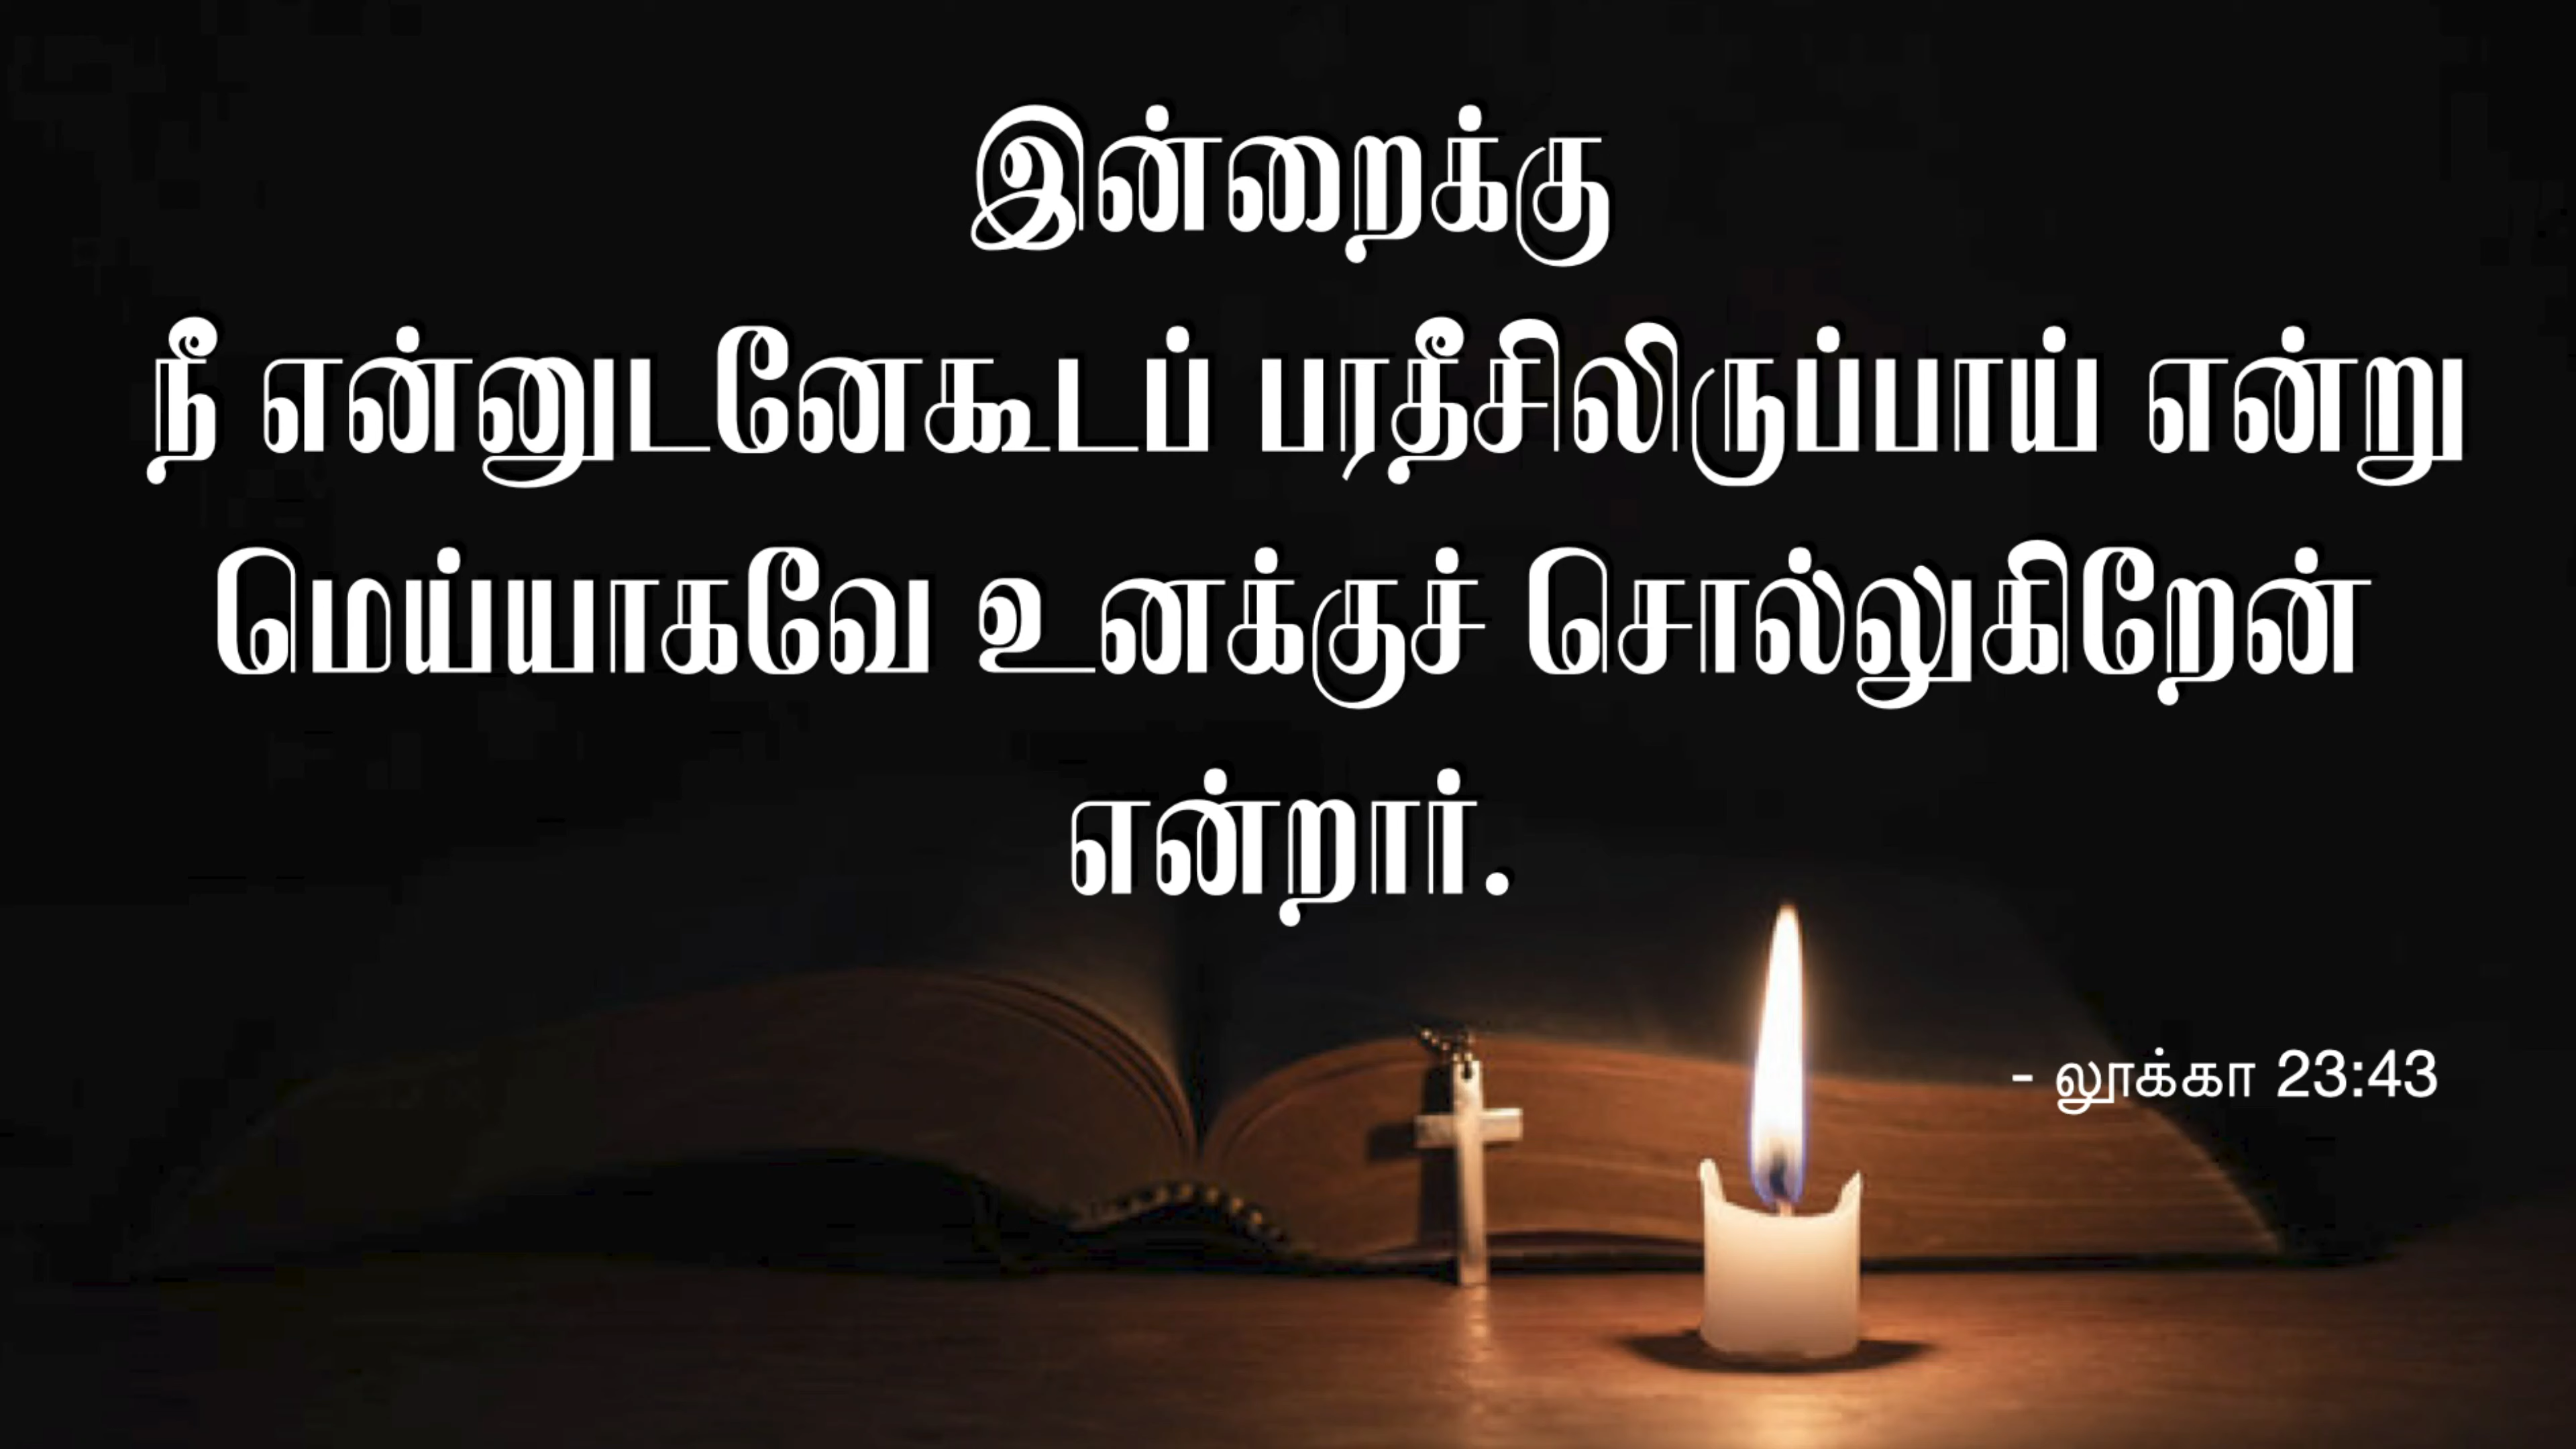 இன்றைக்கு
நீ என்னுடனேகூடப் பரதீசிலிருப்பாய் என்று
மெய்யாகவே உனக்குச் சொல்லுகிறேன்
என்றார்.
- லூக்கா 23:43